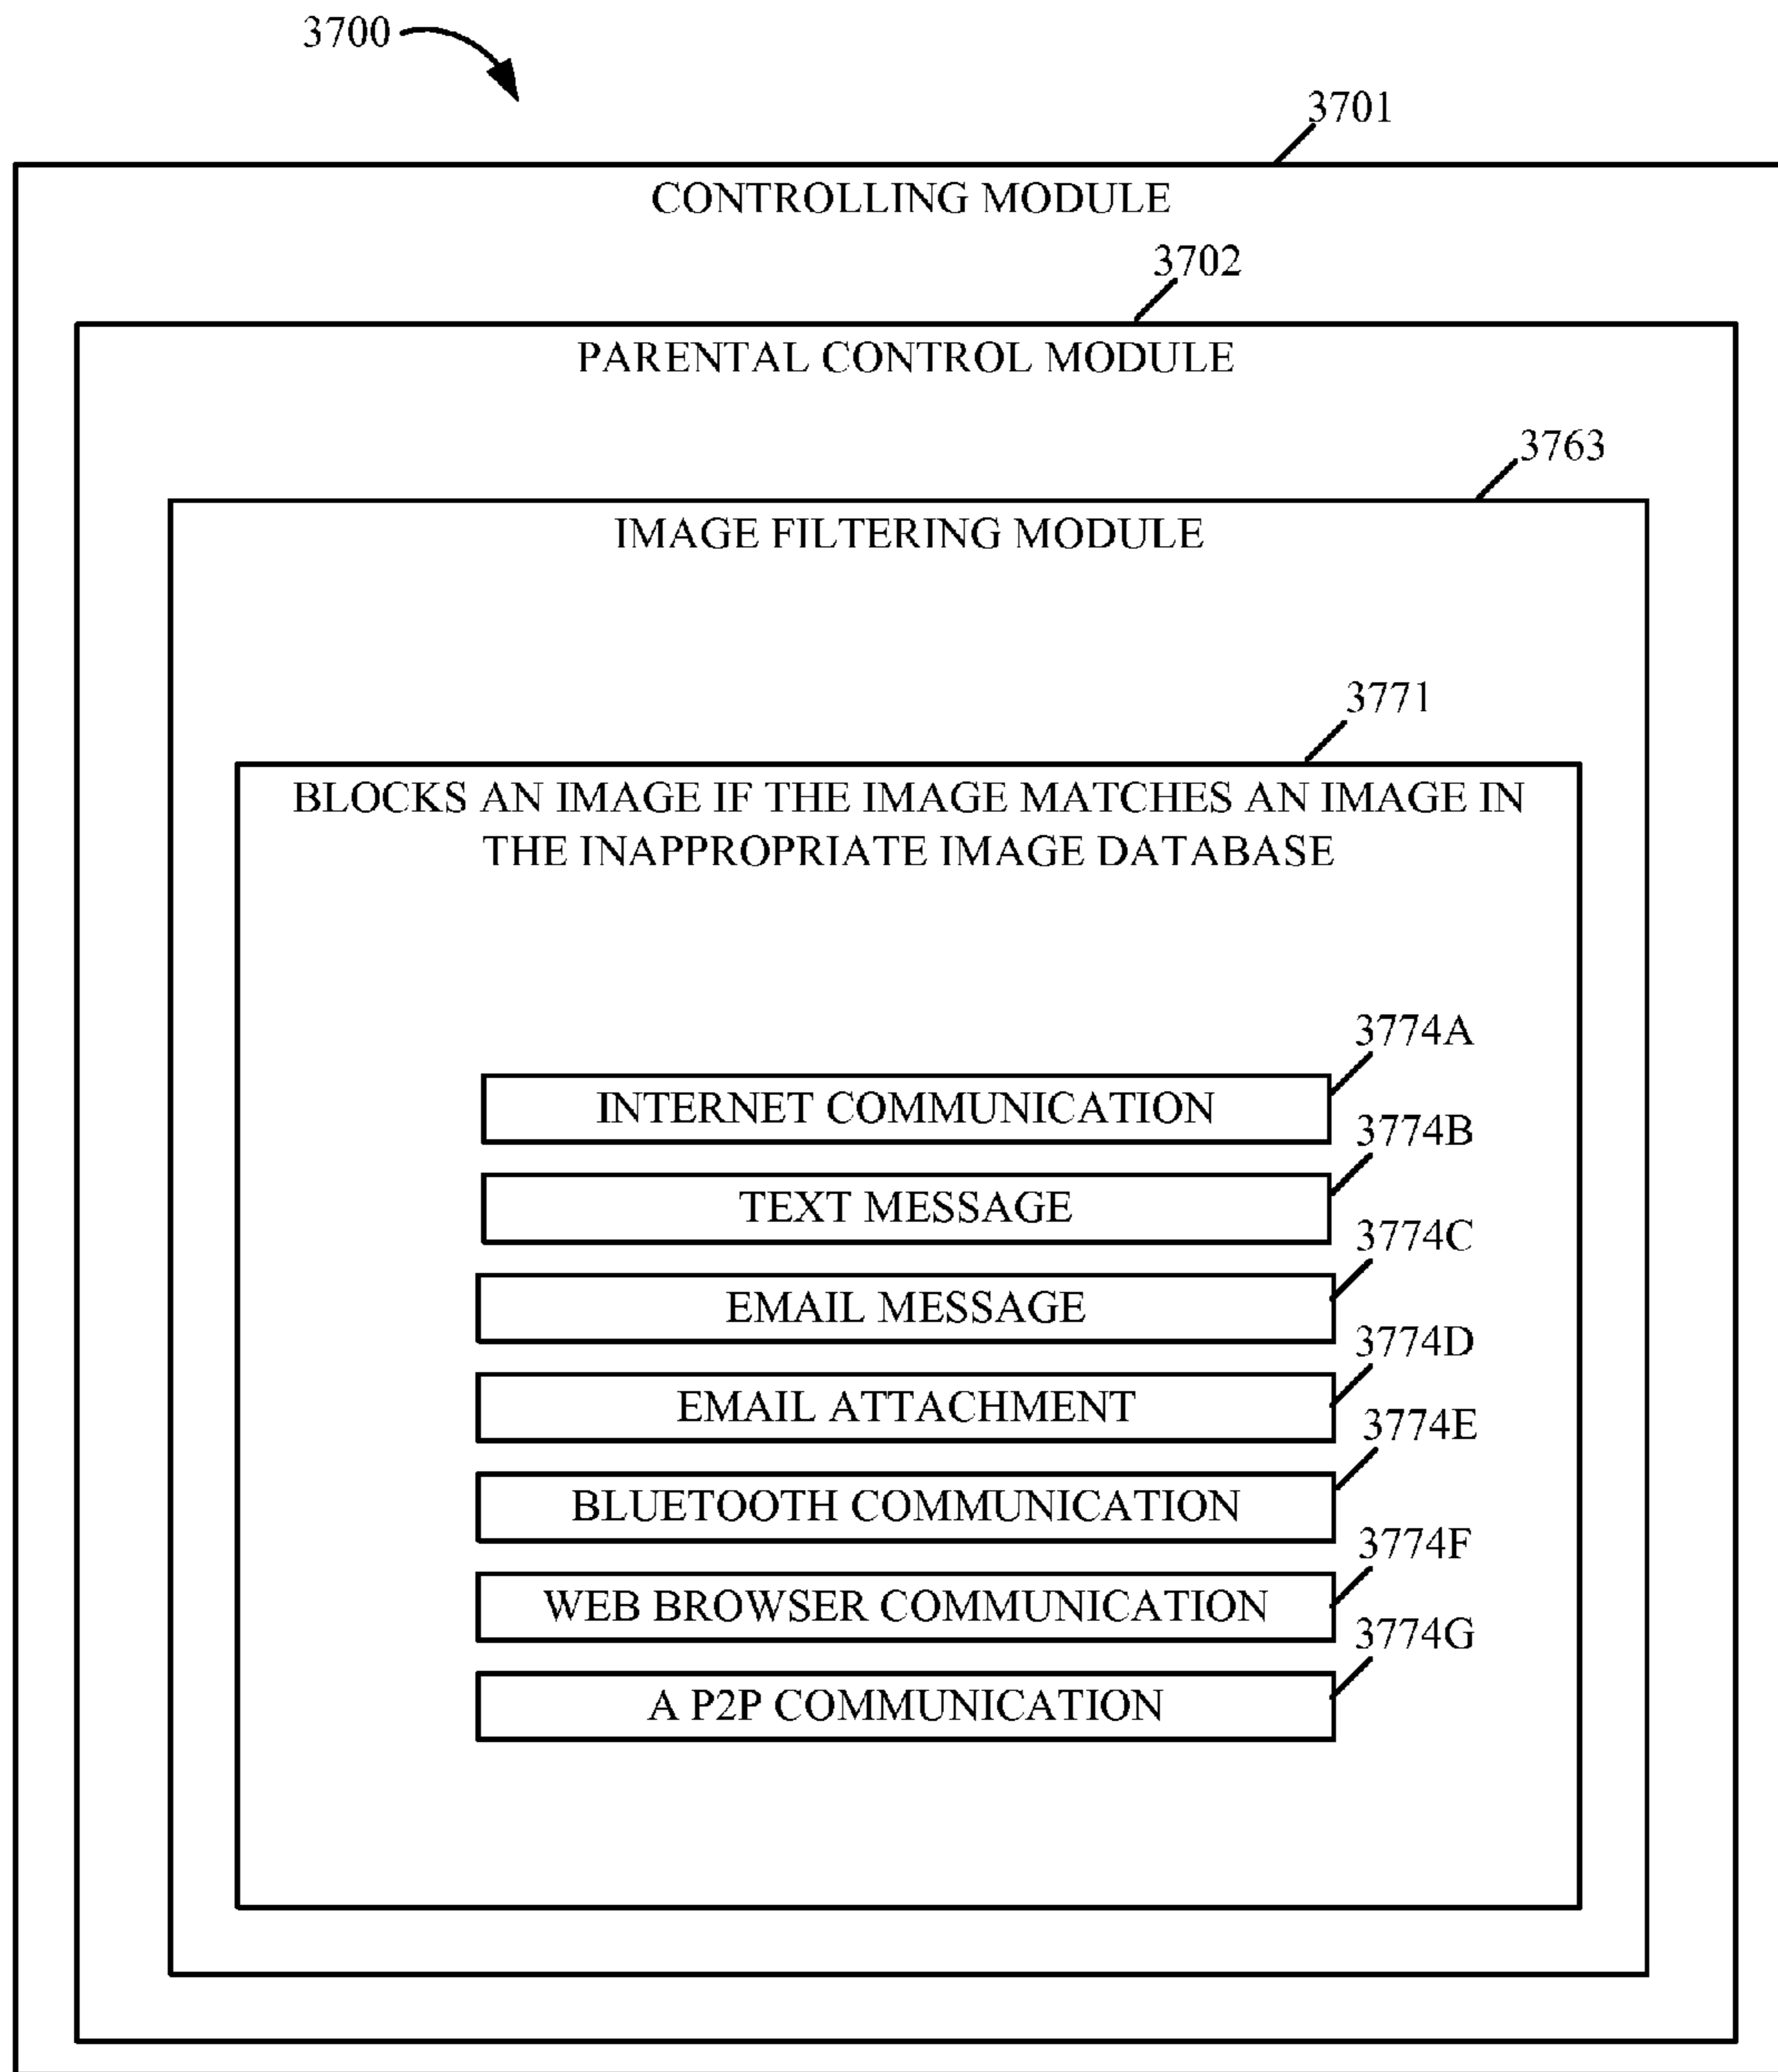 3700
3701
CONTROLLING MODULE
3702
PARENTAL CONTROL MODULE
3763
IMAGE FILTERING MODULE
3771
BLOCKS AN IMAGE IF THE IMAGE MATCHES AN IMAGE IN
THE INAPPROPRIATE IMAGE DATABASE
3774A
INTERNET COMMUNICATION
3774B
TEXT MESSAGE
3774C
EMAIL MESSAGE
3774D
EMAIL ATTACHMENT
3774E
BLUETOOTH COMMUNICATION
3774F
WEB BROWSER COMMUNICATION
3774G
A P2P COMMUNICATION